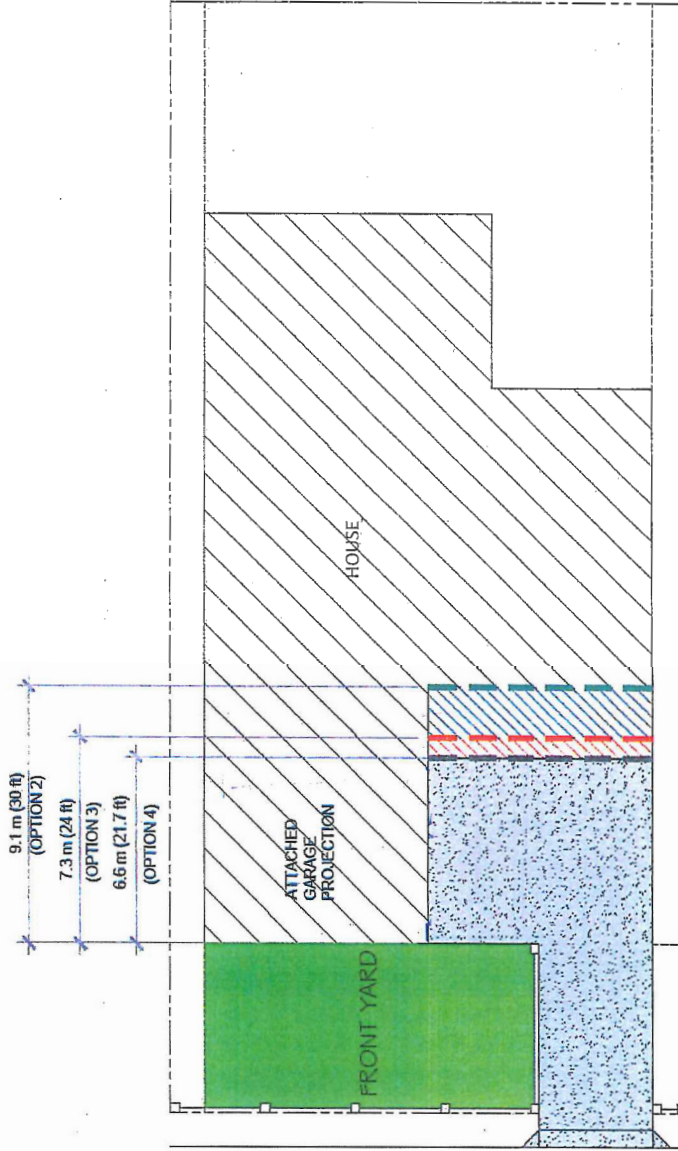 9.1 m (30 ft)
(OPTION 2)
7.3 m (24 ft)
(OPTION 3)
6.6 m (21.7 ft)
(OPTION 4)
HOUSE
ATTACHED
GARAGE
PROJECTION
FRONT YARD